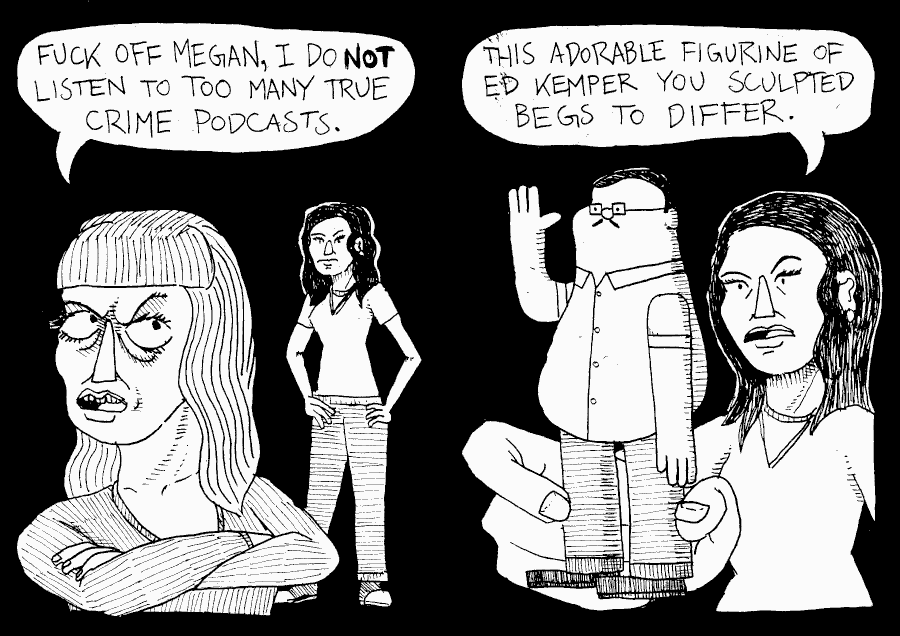 FUCK OFF MEGAN, I DO NOT
LISTEN TO TOO MANY TRUE
CRIME PODCASTS.
THIS ADORABLE FIGURINE OF
ED KEMPER YOU SCULPTED
BEGS TO DIFFER.